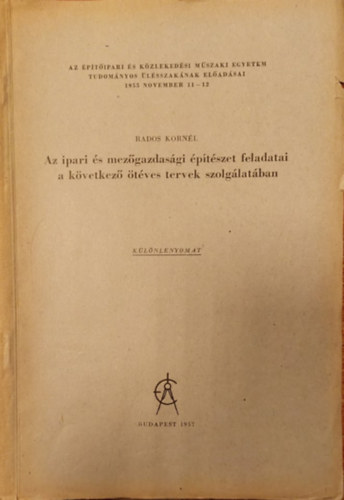 AZ ÉPÍTŐIPARI ÉS KÖZLEKEDÉSI MŰSZAKI EGYETEM
TUDOMÁNYOS ÜLÉSSZAKÁNAK ELŐADÁSAI
1955 NOVEMBER 11-12
RADOS KORNÉL
Az ipari és mezőgazdasági építészet feladatai
a következő ötéves tervek szolgálatában
KÜLÖNLENYOMAT
BUDAPEST 1957